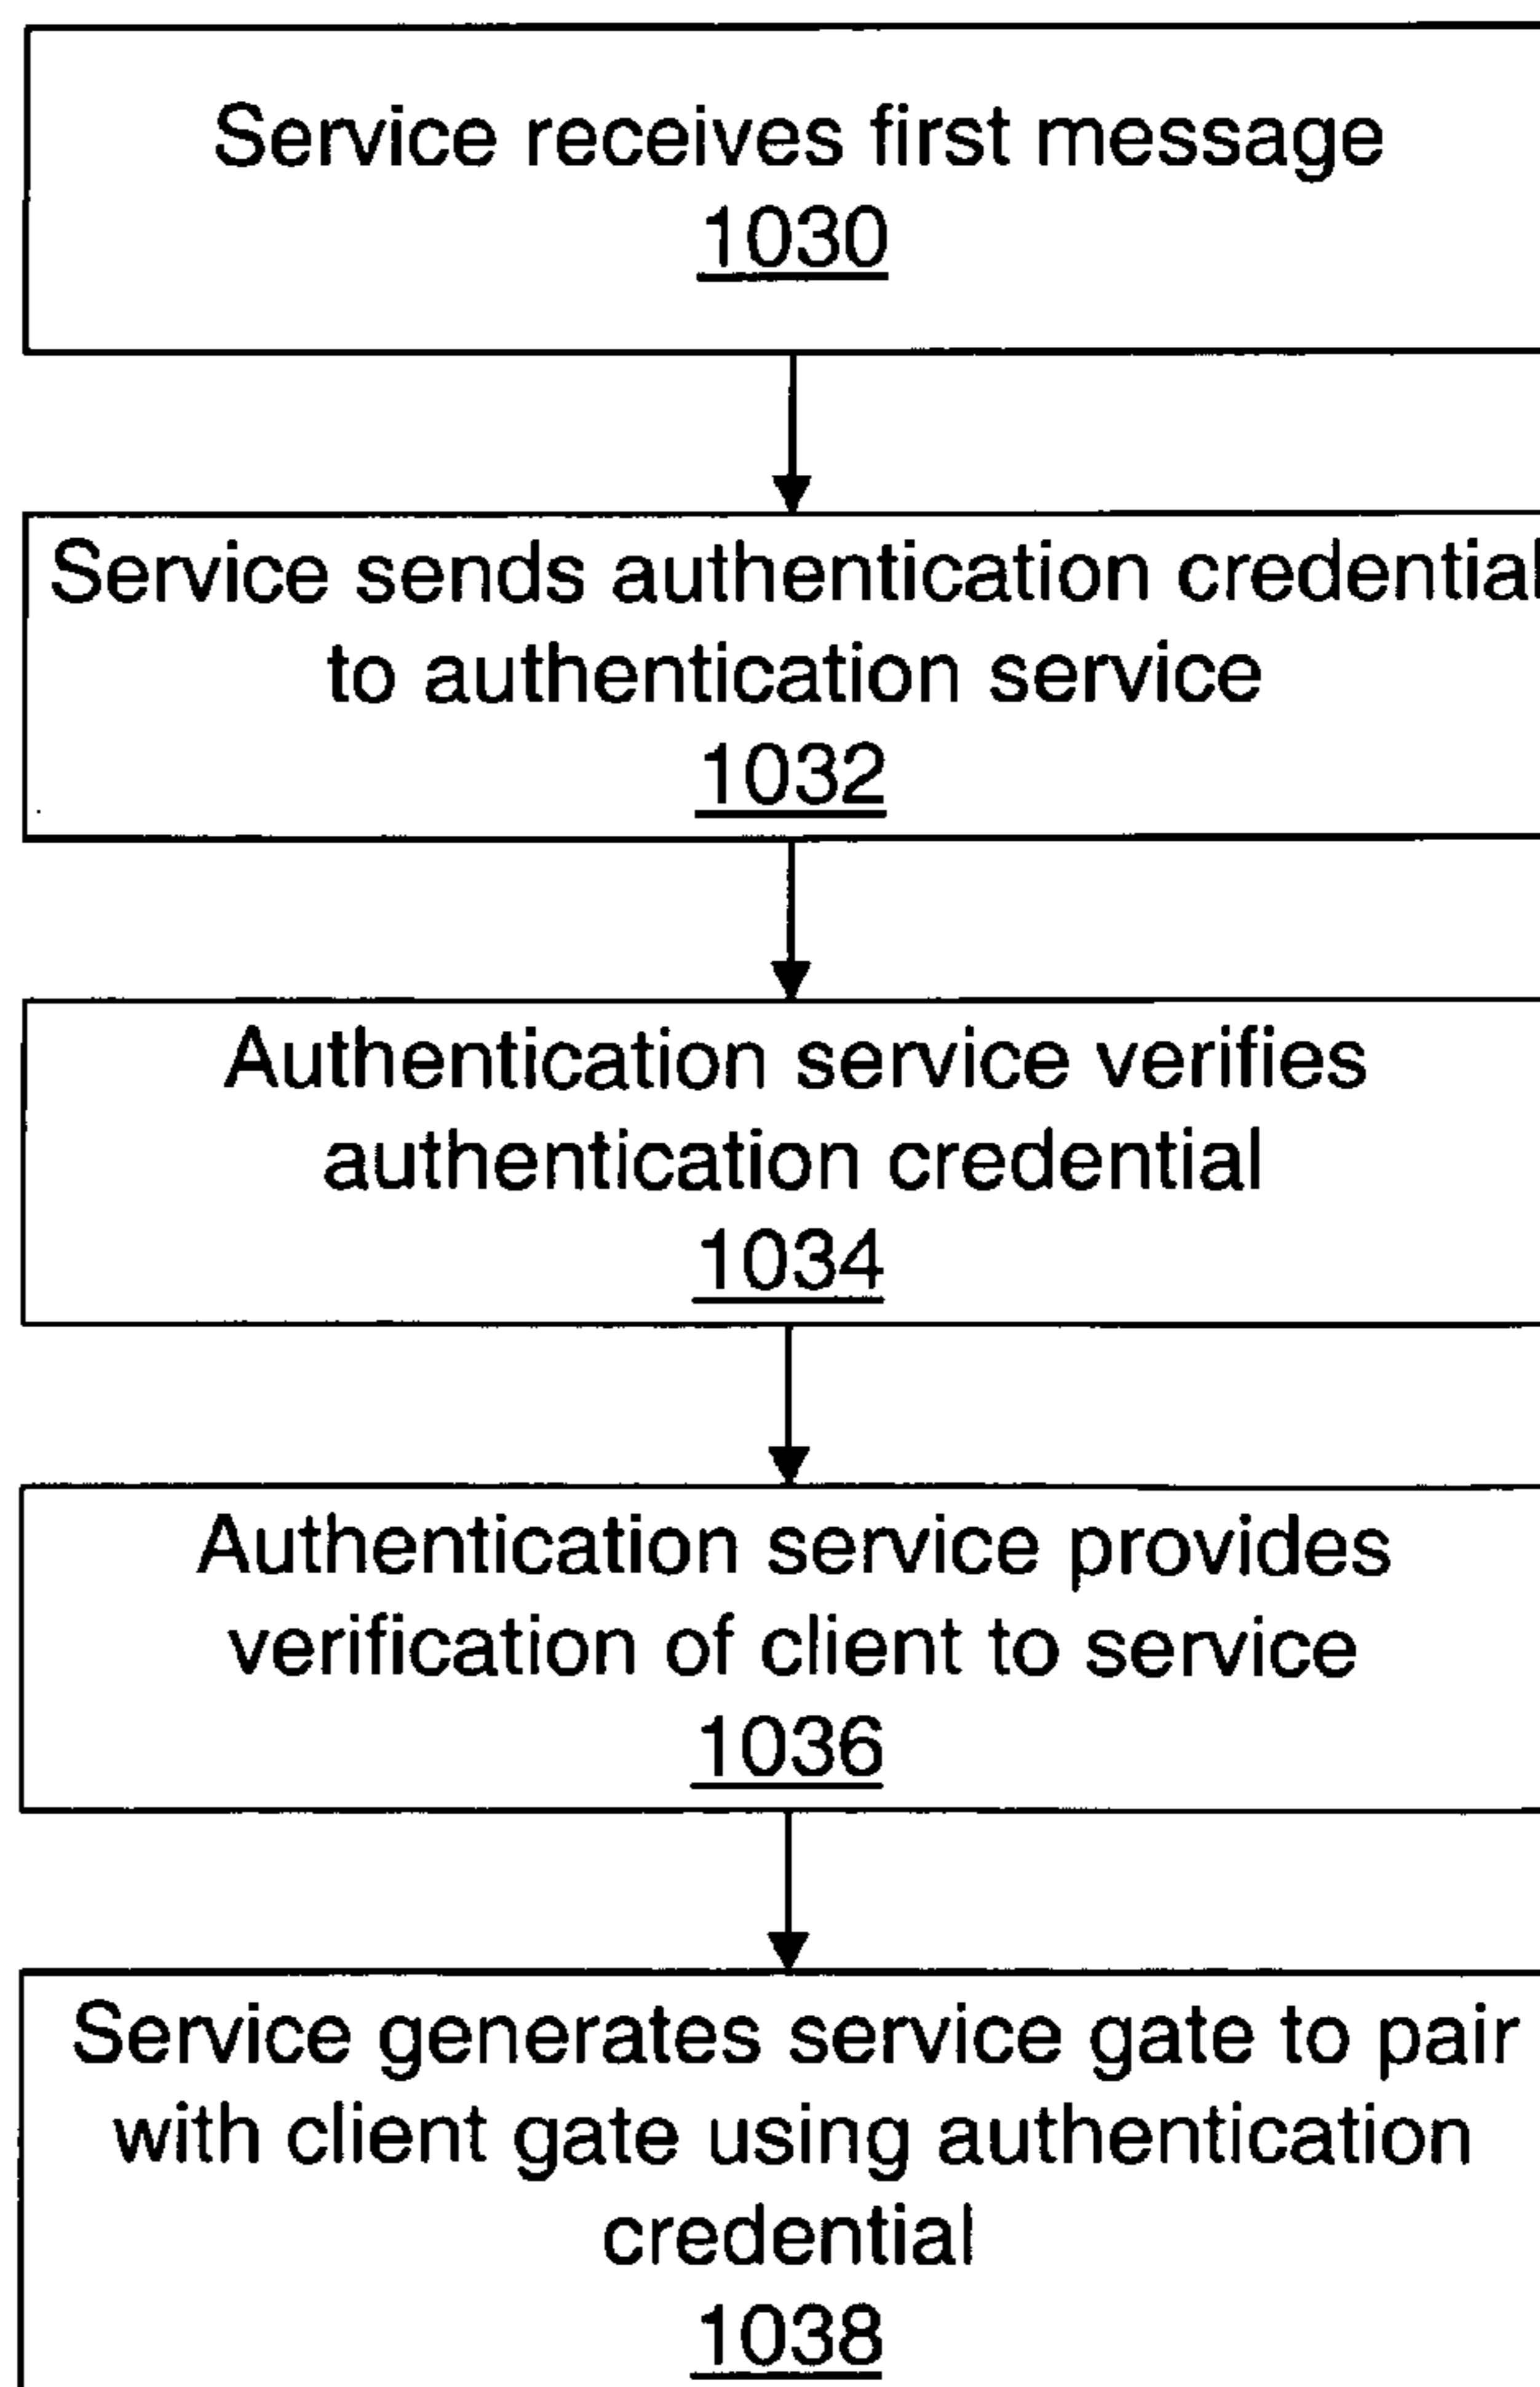 Service receives first message
1030
Service sends authentication credential
to authentication service
1032
Authentication service verifies
authentication credential
1034
Authentication service provides
verification of client to service
1036
Service generates service gate to pair
with client gate using authentication
credential
1038